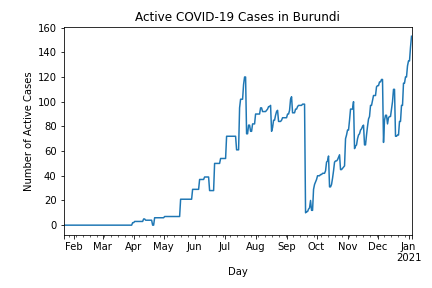 Active COVID-19 Cases in Burundi
160
140
120
100
80
60
40
20
0
Number of Active Cases
Feb Mar Apr May Jun Jul Aug Sep Oct Nov Dec Jan
2021
Day